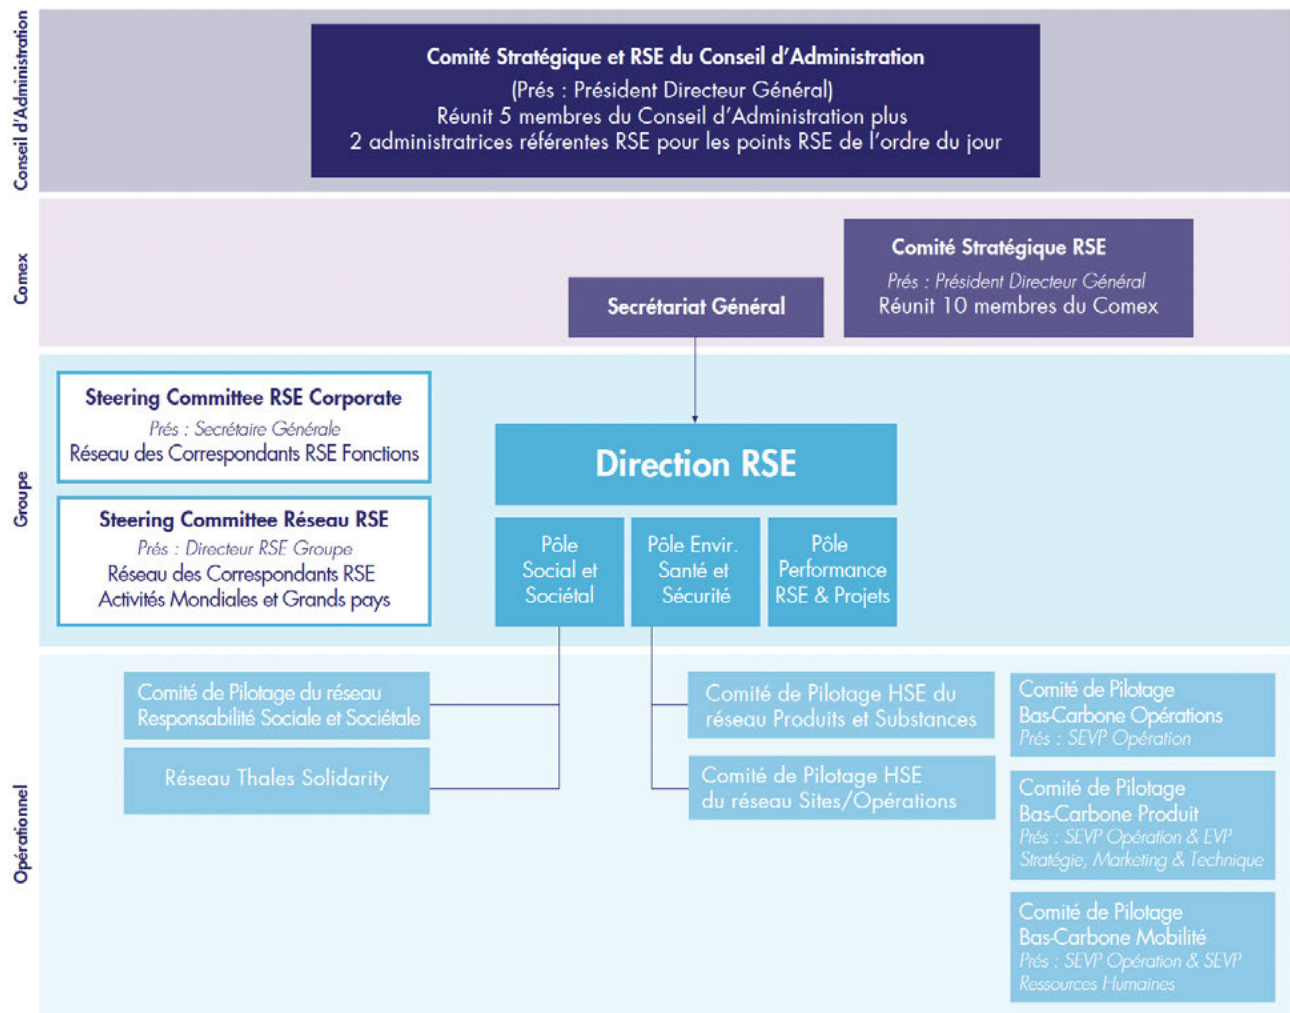 Conseil d'Administration
Comité Stratégique et RSE du Conseil d'Administration
(Prés : Président Directeur Général)
Réunit 5 membres du Conseil d'Administration plus
2 administratrices référentes RSE pour les points RSE de l'ordre du jour
Comex
Secrétariat Général
Comité Stratégique RSE
Prés : Président Directeur Général
Réunit 10 membres du Comex
Groupe
Steering Committee RSE Corporate
Prés : Secrétaire Générale
Réseau des Correspondants RSE Fonctions
Steering Committee Réseau RSE
Prés : Directeur RSE Groupe
Réseau des Correspondants RSE
Activités Mondiales et Grands pays
Direction RSE
Pôle
Social et
Sociétal
Pôle Envir.
Santé et
Sécurité
Pôle
Performance
RSE & Projets
Opérationnel
Comité de Pilotage du réseau
Responsabilité Sociale et Sociétale
Réseau Thales Solidarity
Comité de Pilotage HSE du
réseau Produits et Substances
Comité de Pilotage HSE
du réseau Sites/Opérations
Comité de Pilotage
Bas-Carbone Opérations
Prés : SEVP Opération
Comité de Pilotage
Bas-Carbone Produit
Prés : SEVP Opération & EVP
Stratégie, Marketing & Technique
Comité de Pilotage
Bas-Carbone Mobilité
Prés : SEVP Opération & SEVP
Ressources Humaines